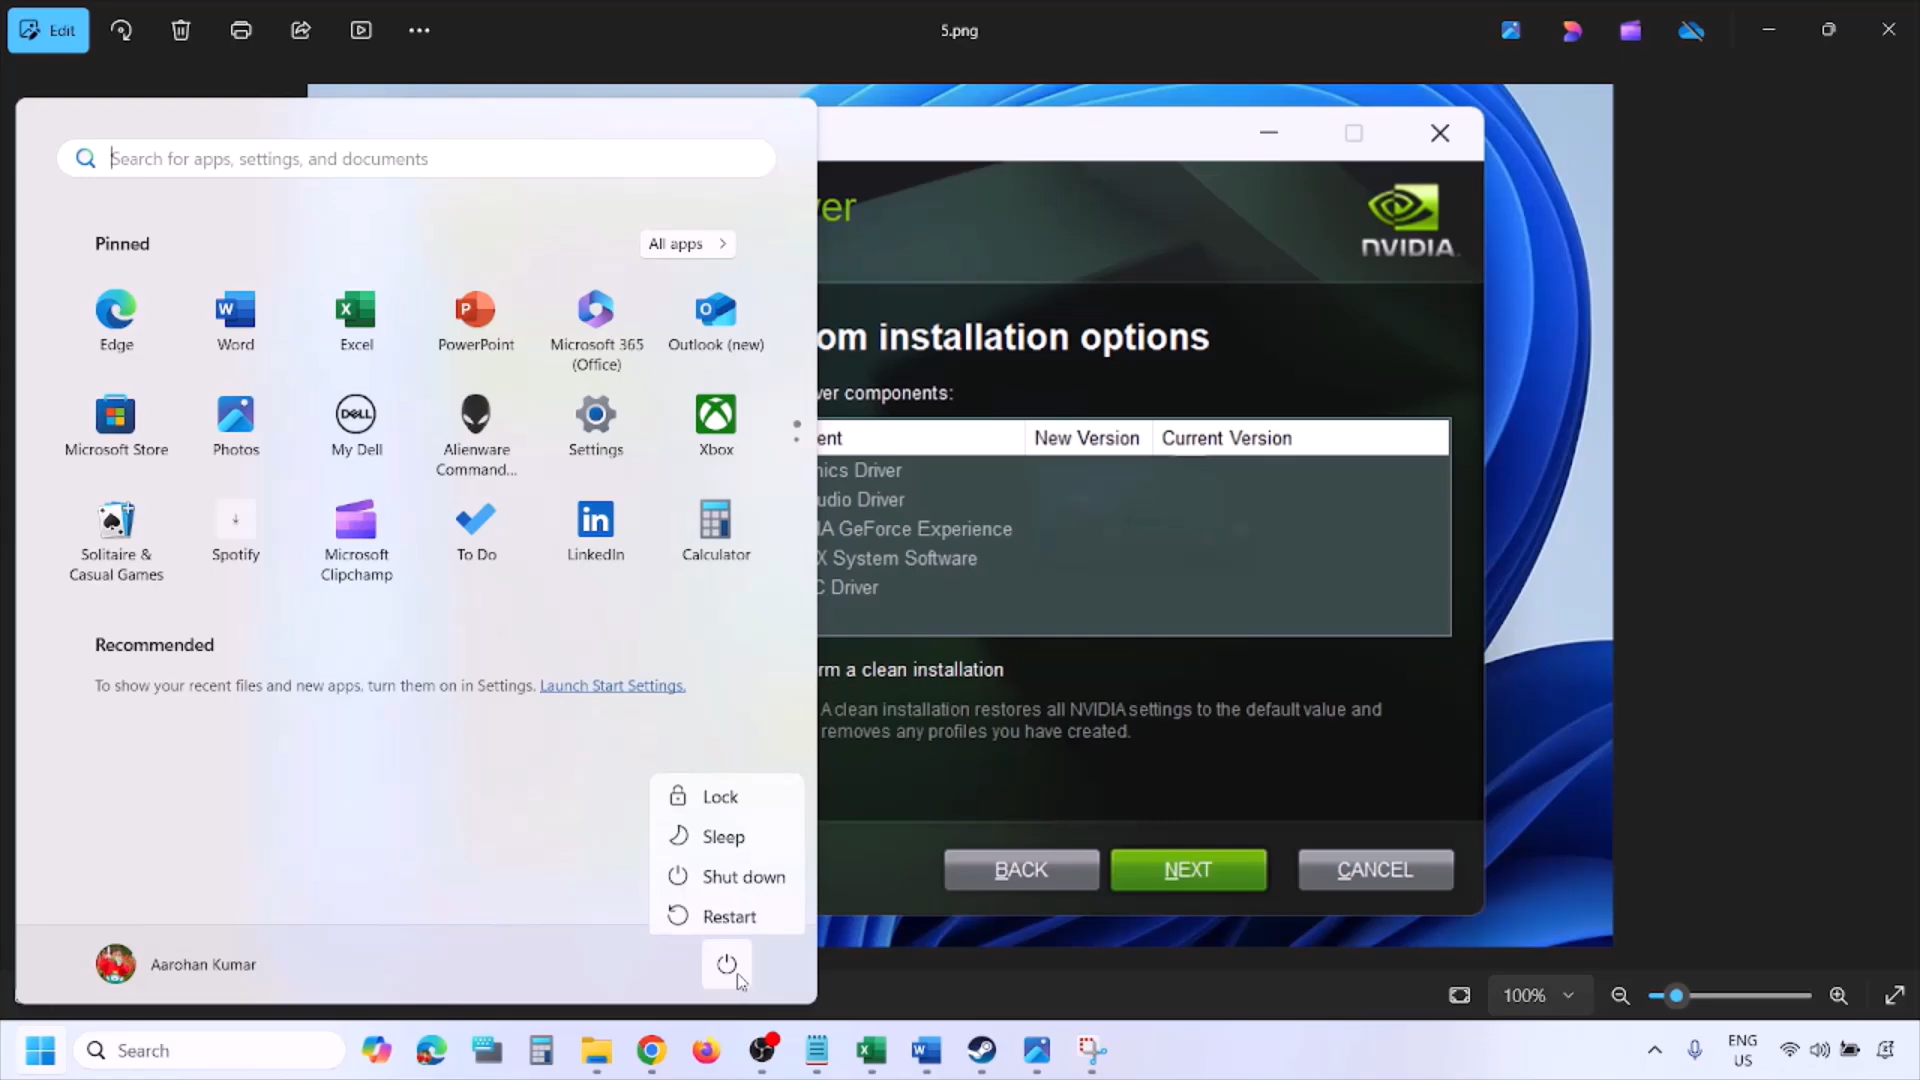 Edit
5.png
Search for apps, settings, and documents
Pinned
All apps
Edge
Word
Excel
PowerPoint
Microsoft 365
(Office)
Outlook (new)
Microsoft Store
Photos
DELL
My Dell
Alienware
Command...
Settings
Xbox
Solitaire &
Casual Games
Spotify
Microsoft
Clipchamp
To Do
LinkedIn
Calculator
Recommended
To show your recent files and new apps, turn them on in Settings. Launch Start Settings.
Lock
Sleep
Shut down
Restart
Aarohan Kumar
ver
NVIDIA
om installation options
ver components:
ent
New Version
Current Version
nics Driver
udio Driver
IA GeForce Experience
X System Software
C Driver
rm a clean installation
A clean installation restores all NVIDIA settings to the default value and
removes any profiles you have created.
BACK
NEXT
CANCEL
100%
Search
ENG
US